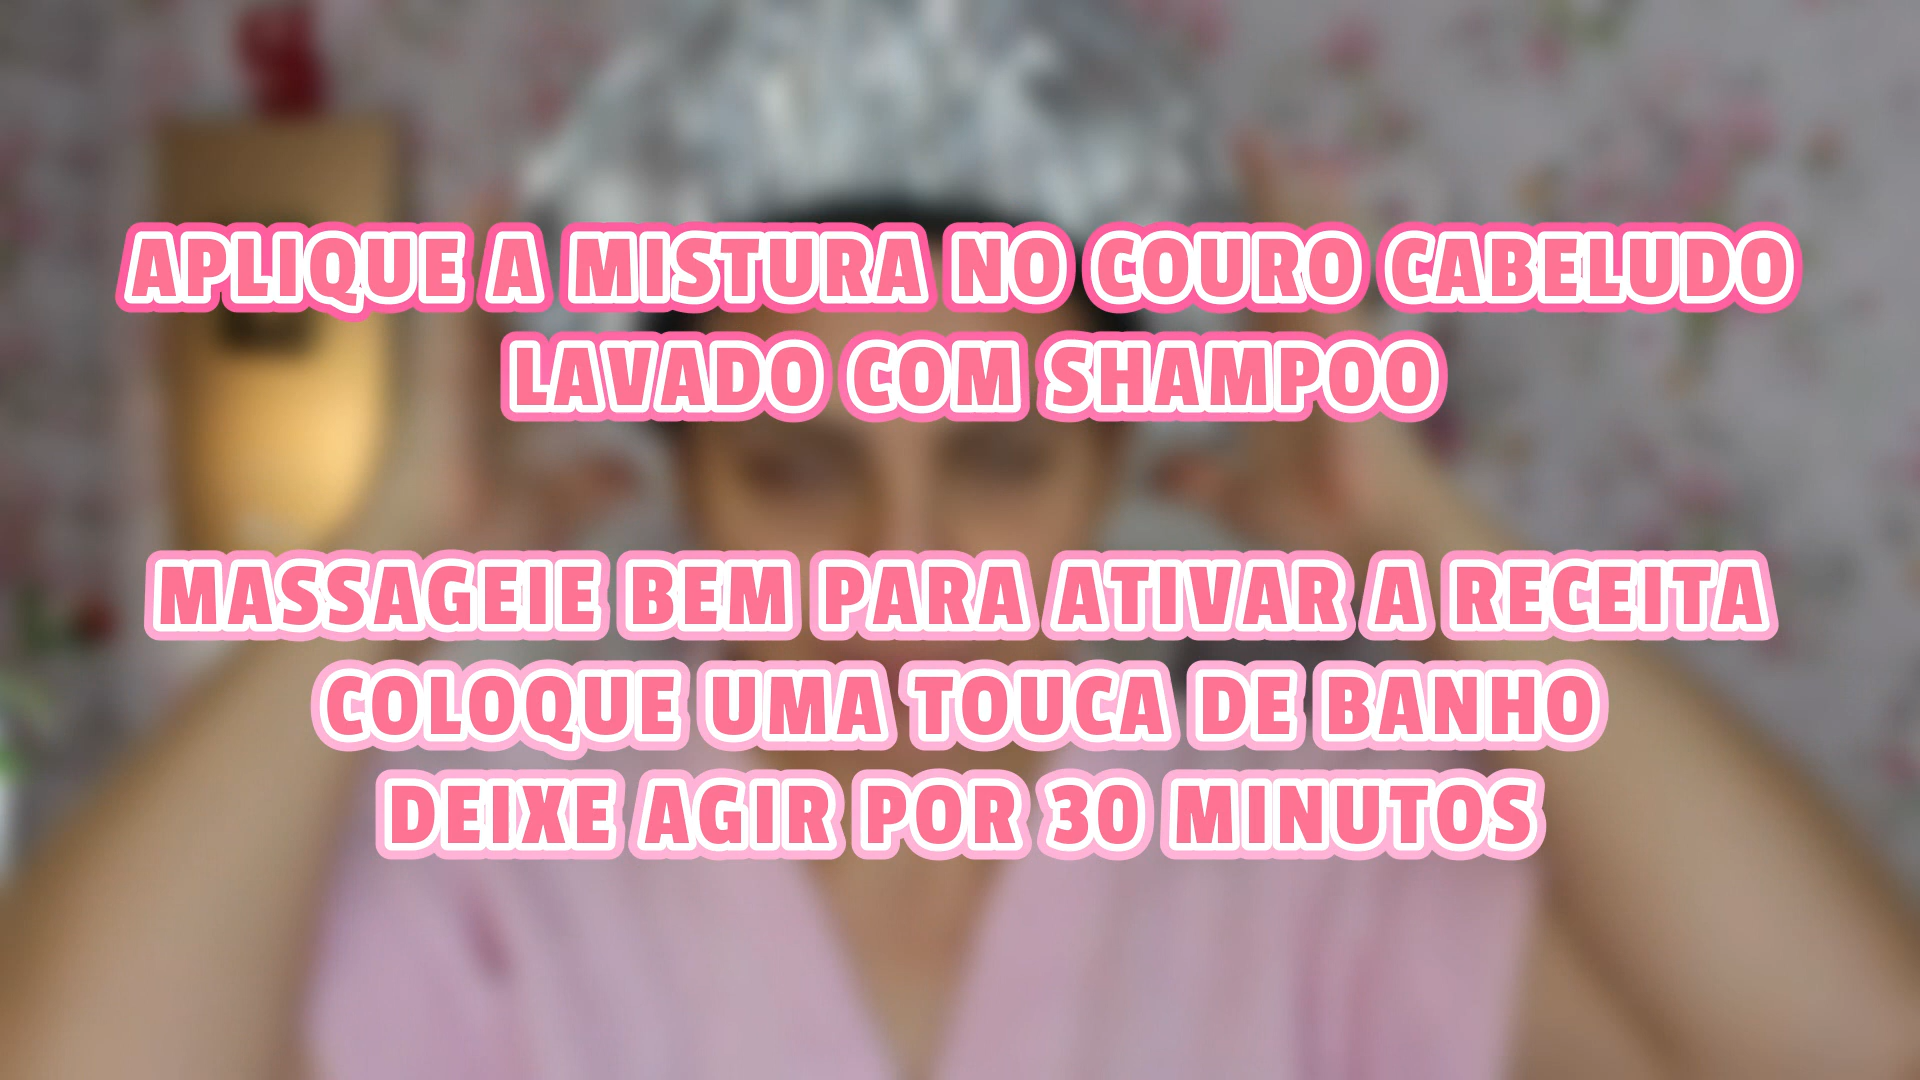 APLIQUE A MISTURA NO COURO CABELUDO
LAVADO COM SHAMPOO
MASSAGEIE BEM PARA ATIVAR A RECEITA
COLOQUE UMA TOUCA DE BANHO
DEIXE AGIR POR 30 MINUTOS